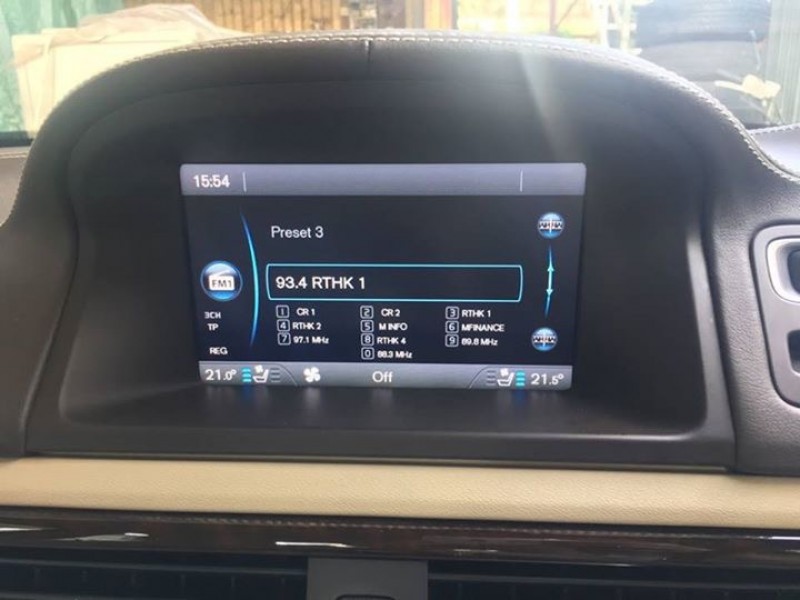 15:54
Preset 3
FM1
93.4 RTHK 1
3CH
TP
REG
1 CR 1 2 CR 2 3 RTHK 1
4 RTHK 2 5 M INFO 6 MFINANCE
7 97.1 MHz 8 RTHK 4 9 89.8 MHz
0 88.3 MHz
21.0° Off 21.5°